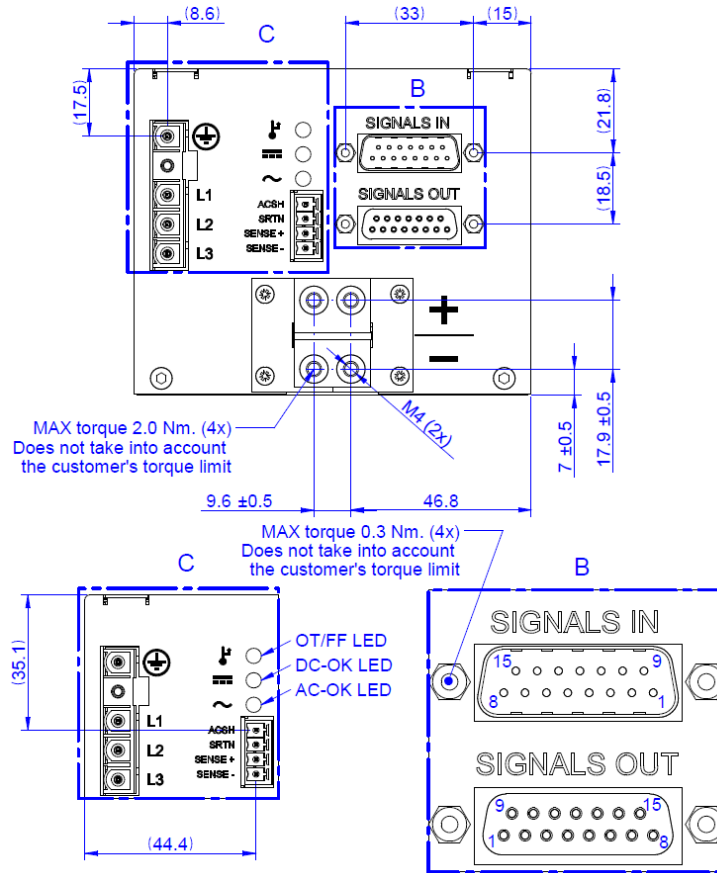 (8.6)
(33)
(15)
C
B
(17.5)
(21.8)
(18.5)
SIGNALS IN
SIGNALS OUT
L1
L2
L3
ACSH
SRTN
SENSE +
SENSE -
+
−
M4 (2x)
MAX torque 2.0 Nm. (4x)
Does not take into account
the customer's torque limit
7 ±0.5
17.9 ±0.5
9.6 ±0.5
46.8
MAX torque 0.3 Nm. (4x)
Does not take into account
the customer's torque limit
C
B
(35.1)
OT/FF LED
DC-OK LED
AC-OK LED
L1
L2
L3
ACSH
SRTN
SENSE +
SENSE -
(44.4)
SIGNALS IN
15
9
8
1
SIGNALS OUT
9
15
1
8